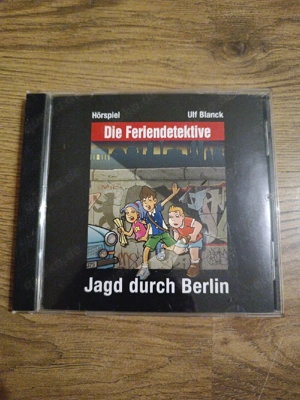 Hörspiel Ulf Blanck
Die Feriendetektive
Jagd durch Berlin